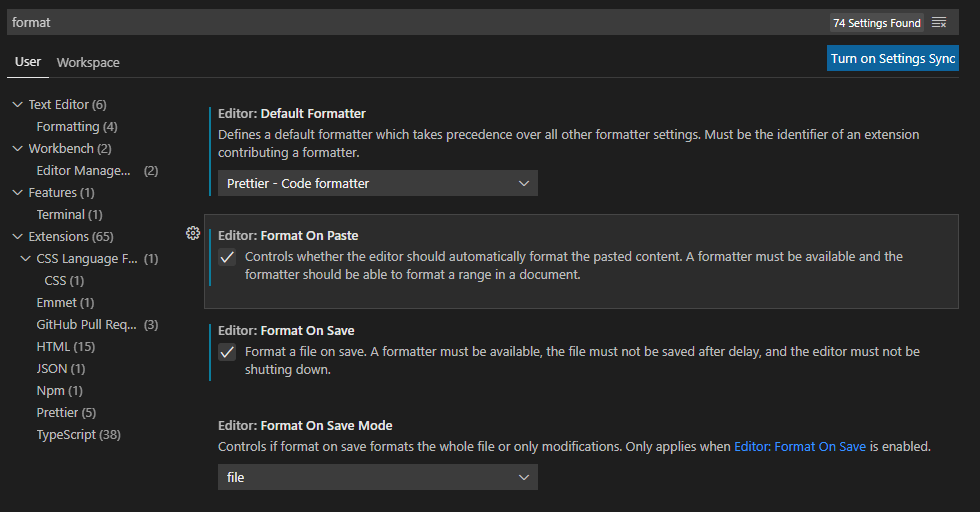 format
74 Settings Found
User
Workspace
Turn on Settings Sync
Text Editor (6)
Formatting (4)
Workbench (2)
Editor Manage... (2)
Features (1)
Terminal (1)
Extensions (65)
CSS Language F... (1)
CSS (1)
Emmet (1)
GitHub Pull Req... (3)
HTML (15)
JSON (1)
Npm (1)
Prettier (5)
TypeScript (38)
Editor: Default Formatter
Defines a default formatter which takes precedence over all other formatter settings. Must be the identifier of an extension
contributing a formatter.
Prettier - Code formatter
Editor: Format On Paste
Controls whether the editor should automatically format the pasted content. A formatter must be available and the
formatter should be able to format a range in a document.
Editor: Format On Save
Format a file on save. A formatter must be available, the file must not be saved after delay, and the editor must not be
shutting down.
Editor: Format On Save Mode
Controls if format on save formats the whole file or only modifications. Only applies when Editor: Format On Save is enabled.
file